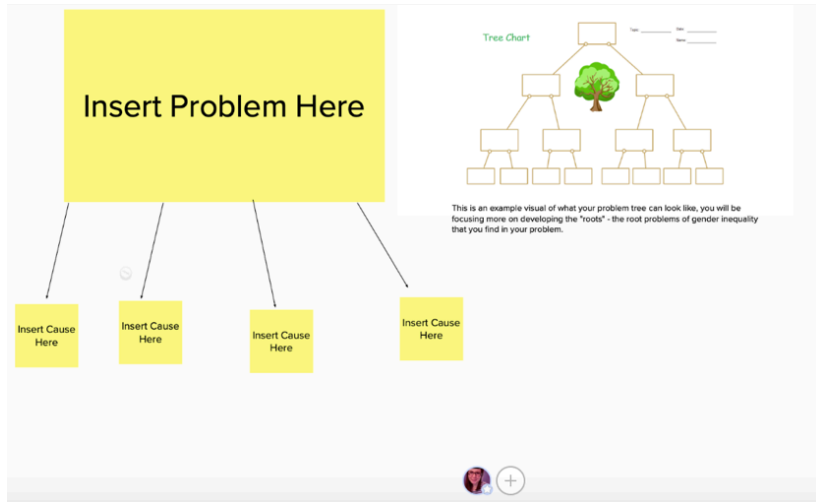 Insert Problem Here
Tree Chart
This is an example visual of what your problem tree can look like, you will be
focusing more on developing the "roots" - the root problems of gender inequality
that you find in your problem.
Insert Cause
Here
Insert Cause
Here
Insert Cause
Here
Insert Cause
Here